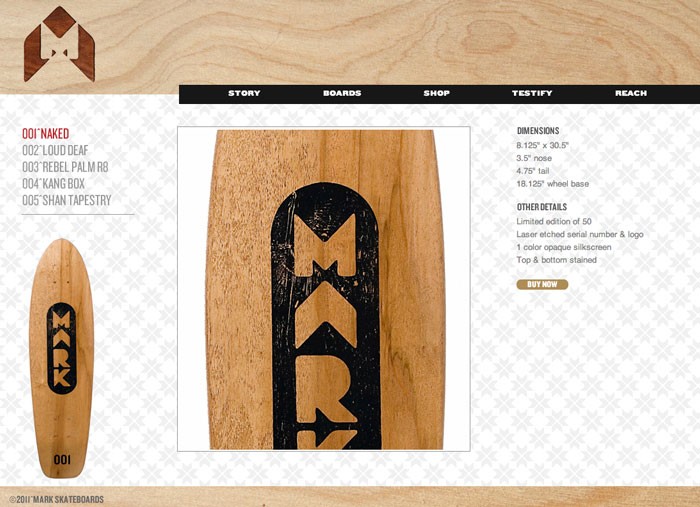 M
STORY BOARDS SHOP TESTIFY REACH
001˄NAKED
002˄LOUD DEAF
003˄REBEL PALM R8
004˄KANG BOX
005˄SHAN TAPESTRY
MARK
001
MARK
DIMENSIONS
8.125" x 30.5"
3.5" nose
4.75" tail
18.125" wheel base
OTHER DETAILS
Limited edition of 50
Laser etched serial number & logo
1 color opaque silkscreen
Top & bottom stained
BUY NOW
©2011˄MARK SKATEBOARDS